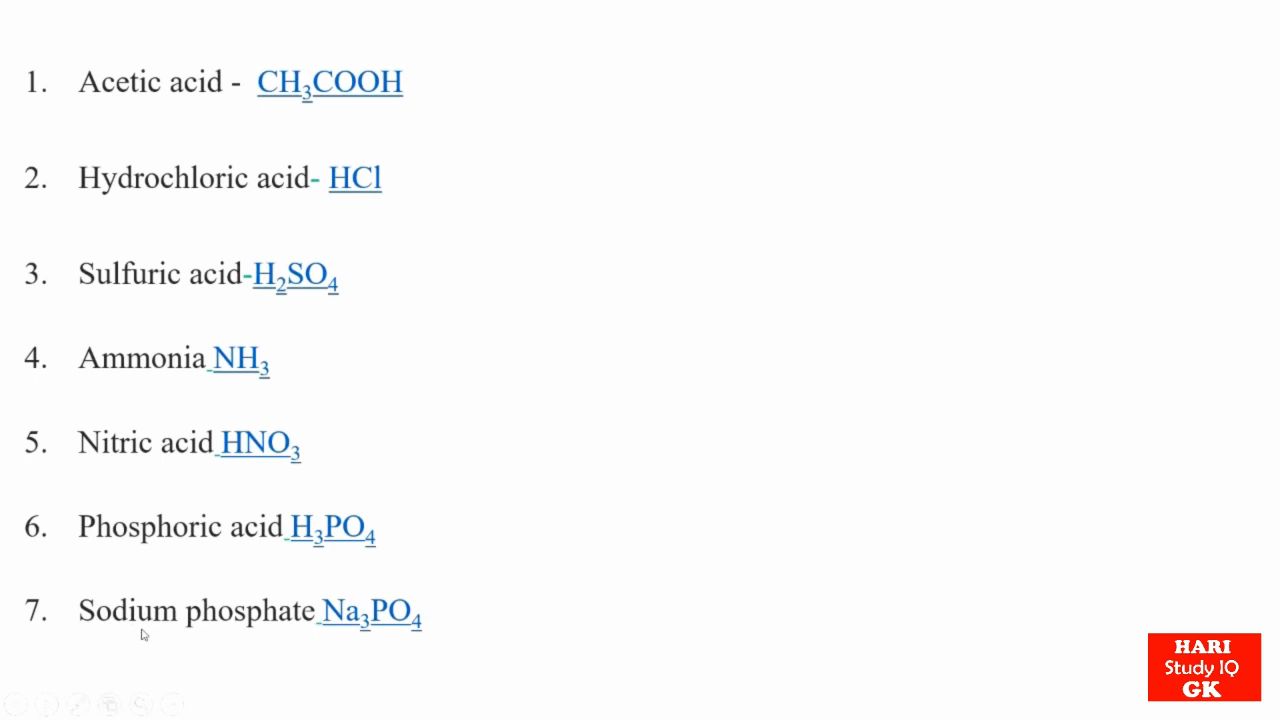 1. Acetic acid - CH₃COOH
2. Hydrochloric acid- HCl
3. Sulfuric acid-H₂SO₄
4. Ammonia NH₃
5. Nitric acid HNO₃
6. Phosphoric acid H₃PO₄
7. Sodium phosphate Na₃PO₄
HARI
Study IQ
GK